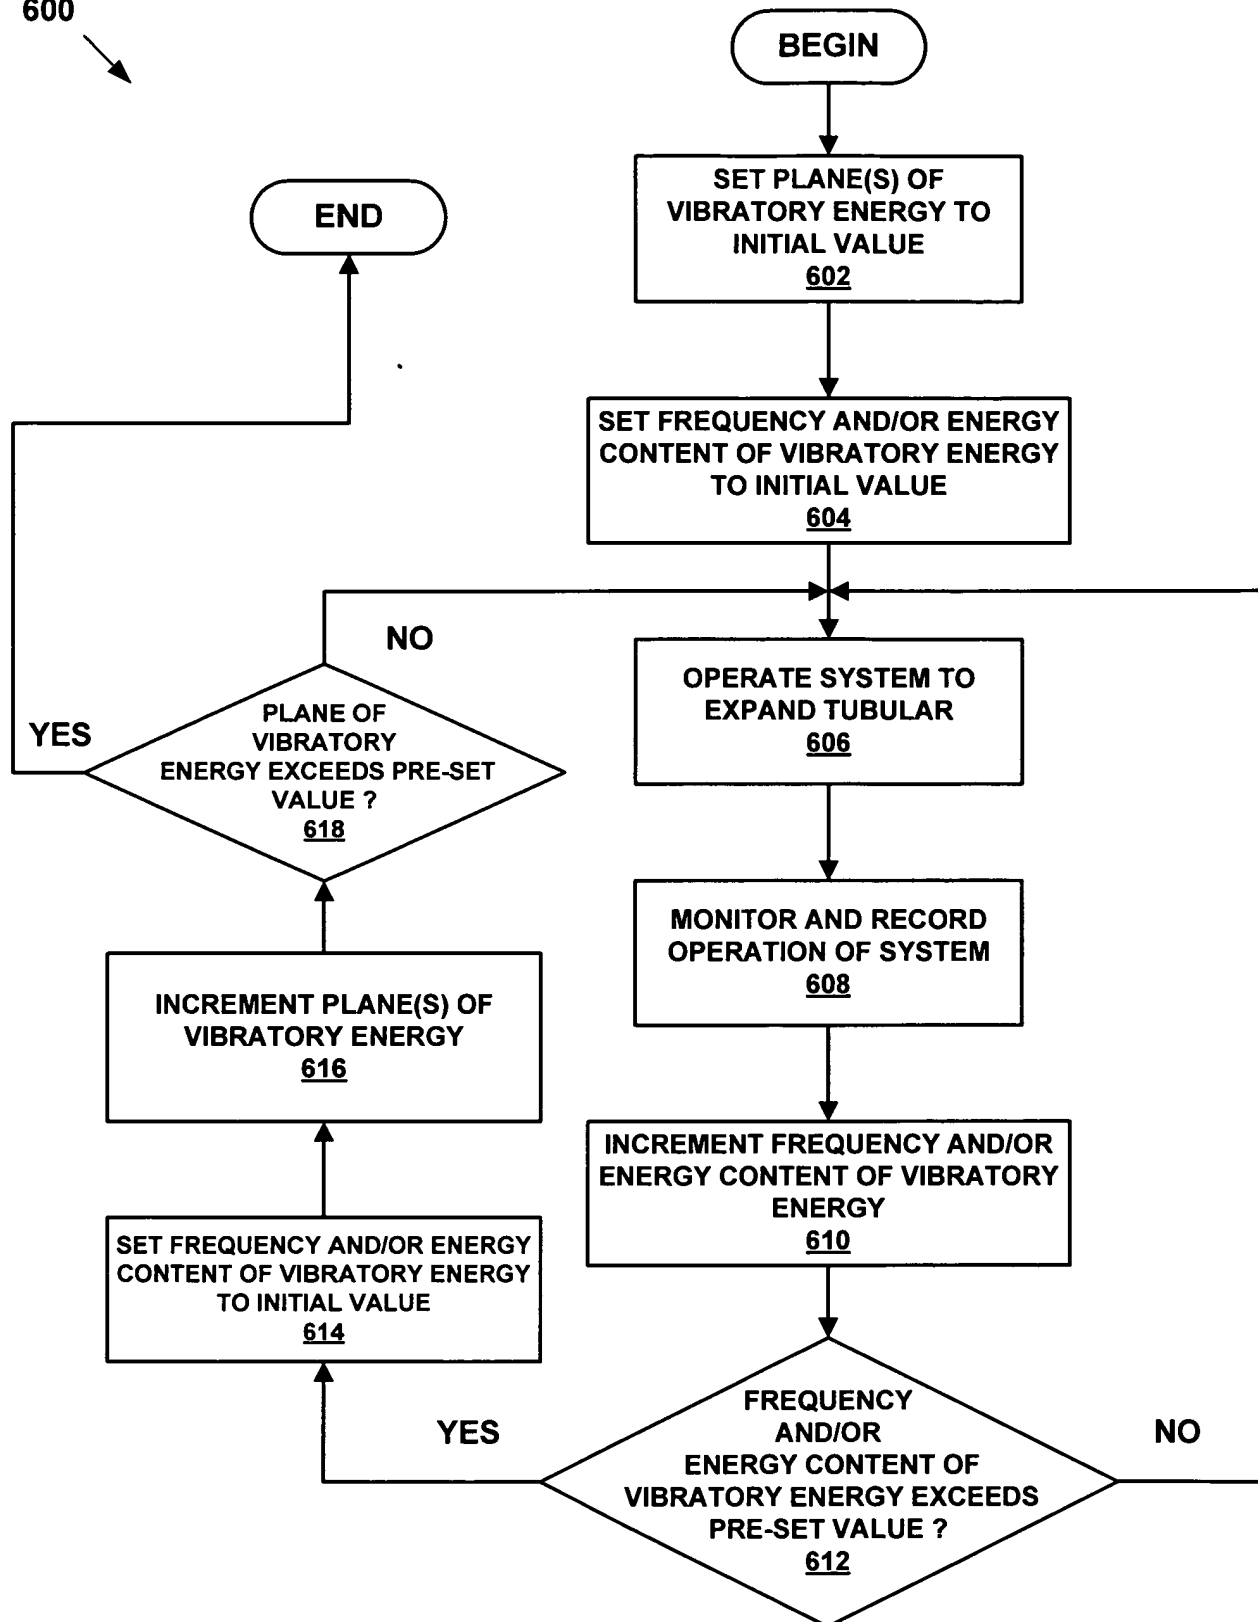 600
BEGIN
SET PLANE(S) OF
VIBRATORY ENERGY TO
INITIAL VALUE
602
END
SET FREQUENCY AND/OR ENERGY
CONTENT OF VIBRATORY ENERGY
TO INITIAL VALUE
604
NO
OPERATE SYSTEM TO
EXPAND TUBULAR
606
YES
PLANE OF
VIBRATORY
ENERGY EXCEEDS PRE-SET
VALUE ?
618
MONITOR AND RECORD
OPERATION OF SYSTEM
608
INCREMENT PLANE(S) OF
VIBRATORY ENERGY
616
INCREMENT FREQUENCY AND/OR
ENERGY CONTENT OF VIBRATORY
ENERGY
610
SET FREQUENCY AND/OR ENERGY
CONTENT OF VIBRATORY ENERGY
TO INITIAL VALUE
614
YES
FREQUENCY
AND/OR
ENERGY CONTENT OF
VIBRATORY ENERGY EXCEEDS
PRE-SET VALUE ?
612
NO